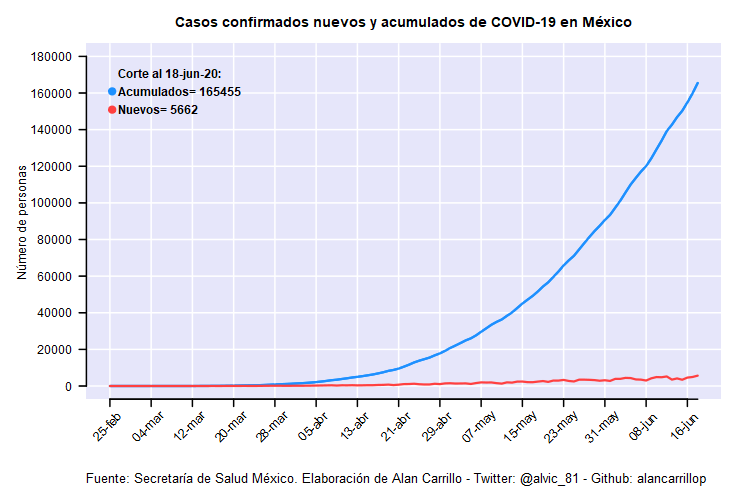 Casos confirmados nuevos y acumulados de COVID-19 en México
Número de personas
180000
160000
140000
120000
100000
80000
60000
40000
20000
0
Corte al 18-jun-20:
Acumulados= 165455
Nuevos= 5662
25-feb
04-mar
12-mar
20-mar
28-mar
05-abr
13-abr
21-abr
29-abr
07-may
15-may
23-may
31-may
08-jun
16-jun
Fuente: Secretaría de Salud México. Elaboración de Alan Carrillo - Twitter: @alvic_81 - Github: alancarrillop